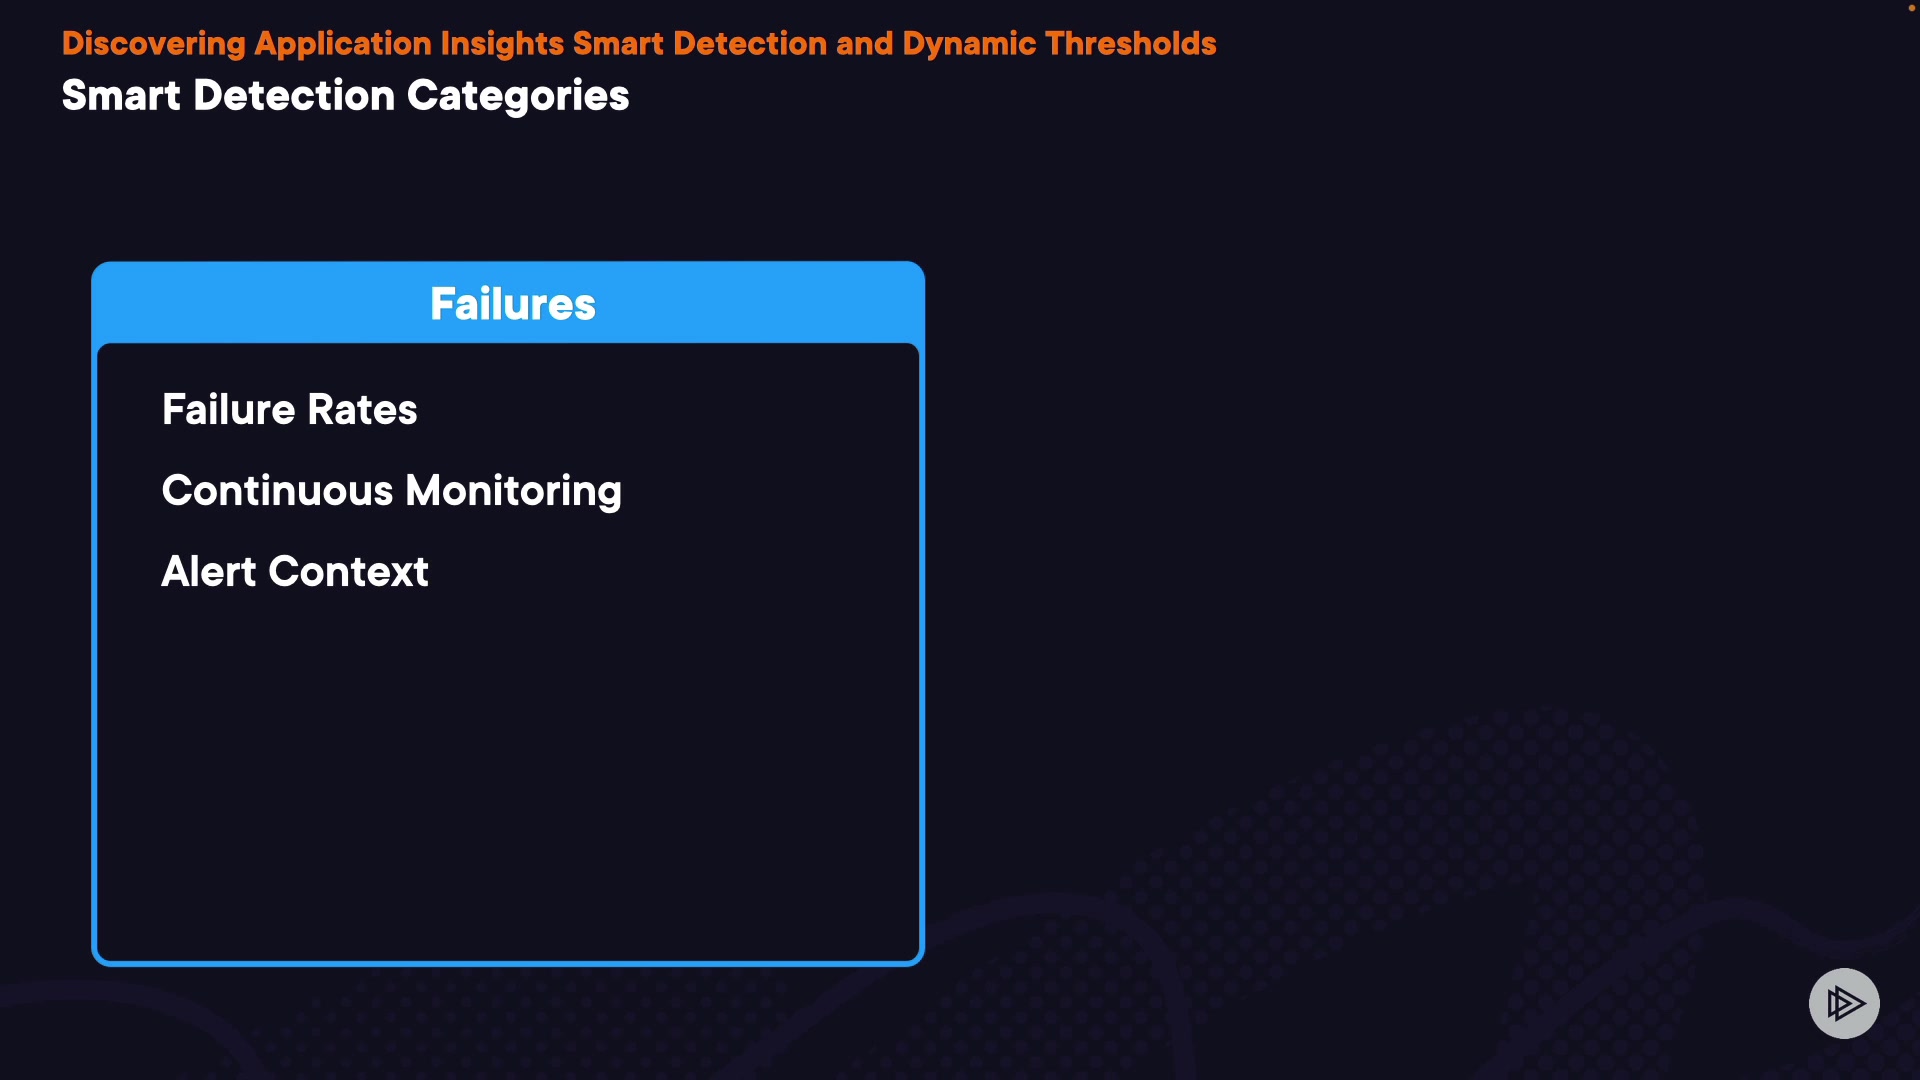 Discovering Application Insights Smart Detection and Dynamic Thresholds
Smart Detection Categories
Failures
Failure Rates
Continuous Monitoring
Alert Context